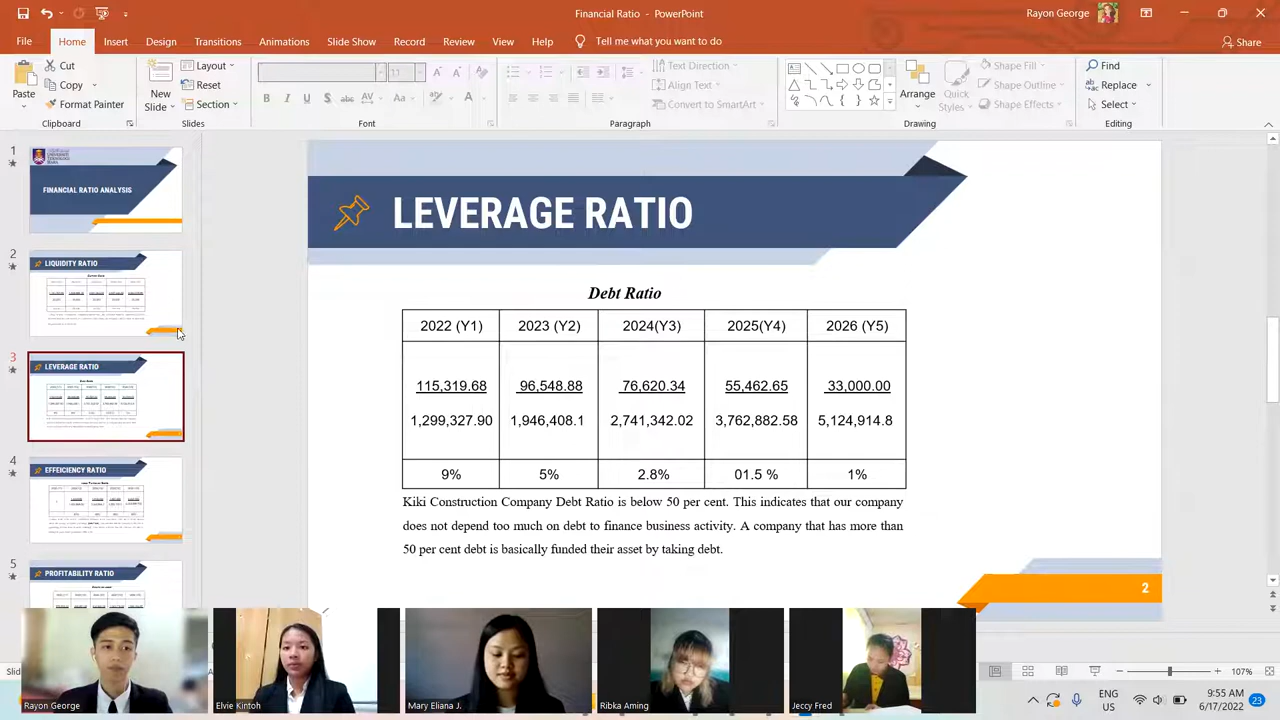 Financial Ratio Analysis - PowerPoint
Rayon George
File Home Insert Design Transitions Animations Slide Show Record Review View Help Tell me what you want to do
Share
Paste
Cut
Copy
Format Painter
Clipboard
New
Slide
Layout
Reset
Section
Slides
11
Font
Text Direction
Align Text
Convert to SmartArt
Paragraph
Arrange
Quick
Styles
Shape Fill
Shape Outline
Shape Effects
Drawing
Find
Replace
Select
Editing
1
FINANCIAL RATIO ANALYSIS
2
LIQUIDITY RATIO
3
LEVERAGE RATIO
4
EFFEICIENCY RATIO
5
PROFITABILITY RATIO
LEVERAGE RATIO
Debt Ratio
2022 (Y1) 2023 (Y2) 2024(Y3) 2025(Y4) 2026 (Y5)
115,319.68 96,548.88 76,620.34 55,462.65 33,000.00
1,299,327.90 1,946,408.1 2,741,342.02 3,762,882.58 5,124,914.8
9% 5% 2.8% 01.5 % 1%
Kiki Construction Company Debt Ratio is below 50 per cent. This indicates that our company
does not depend too much on debt to finance business activity. A company that has more than
50 per cent debt is basically funded their asset by taking debt.
2
Rayon George
Elvie Kintoh
Mary Eliana J.
Ribka Aming
Jeccy Fred
107%
ENG
US
9:55 AM
6/17/2022
23